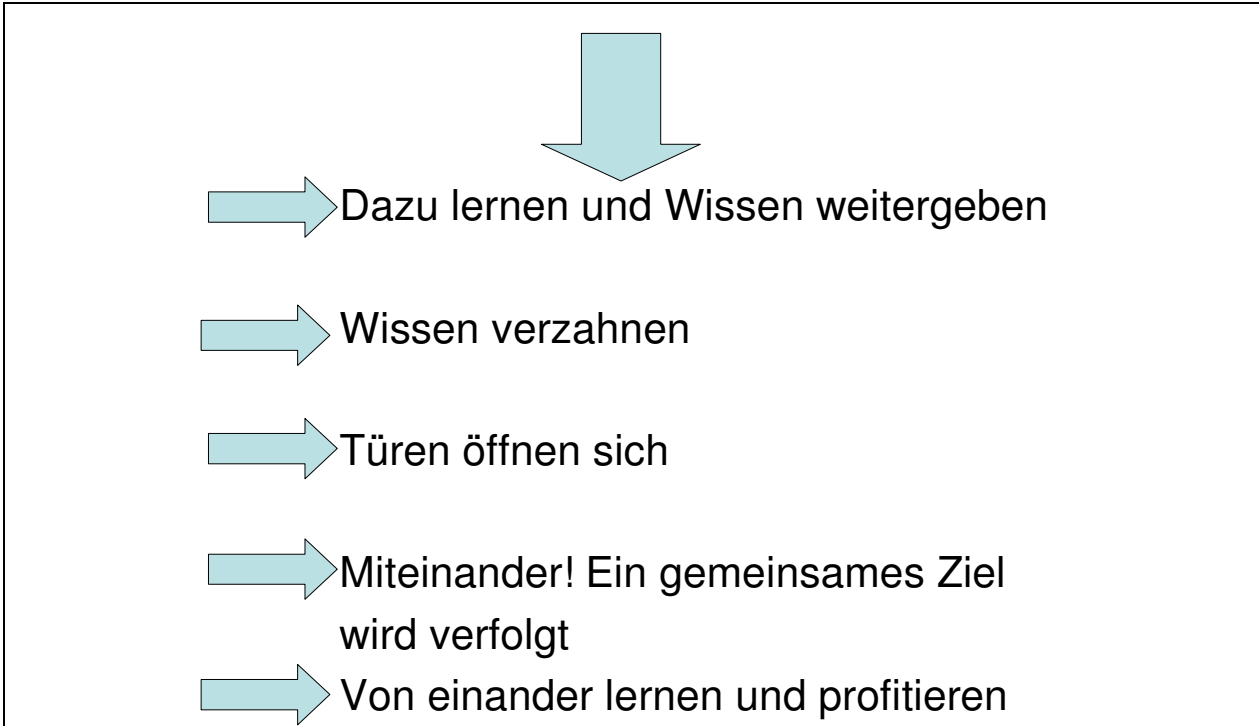 Dazu lernen und Wissen weitergeben
Wissen verzahnen
Türen öffnen sich
Miteinander! Ein gemeinsames Ziel
wird verfolgt
Von einander lernen und profitieren